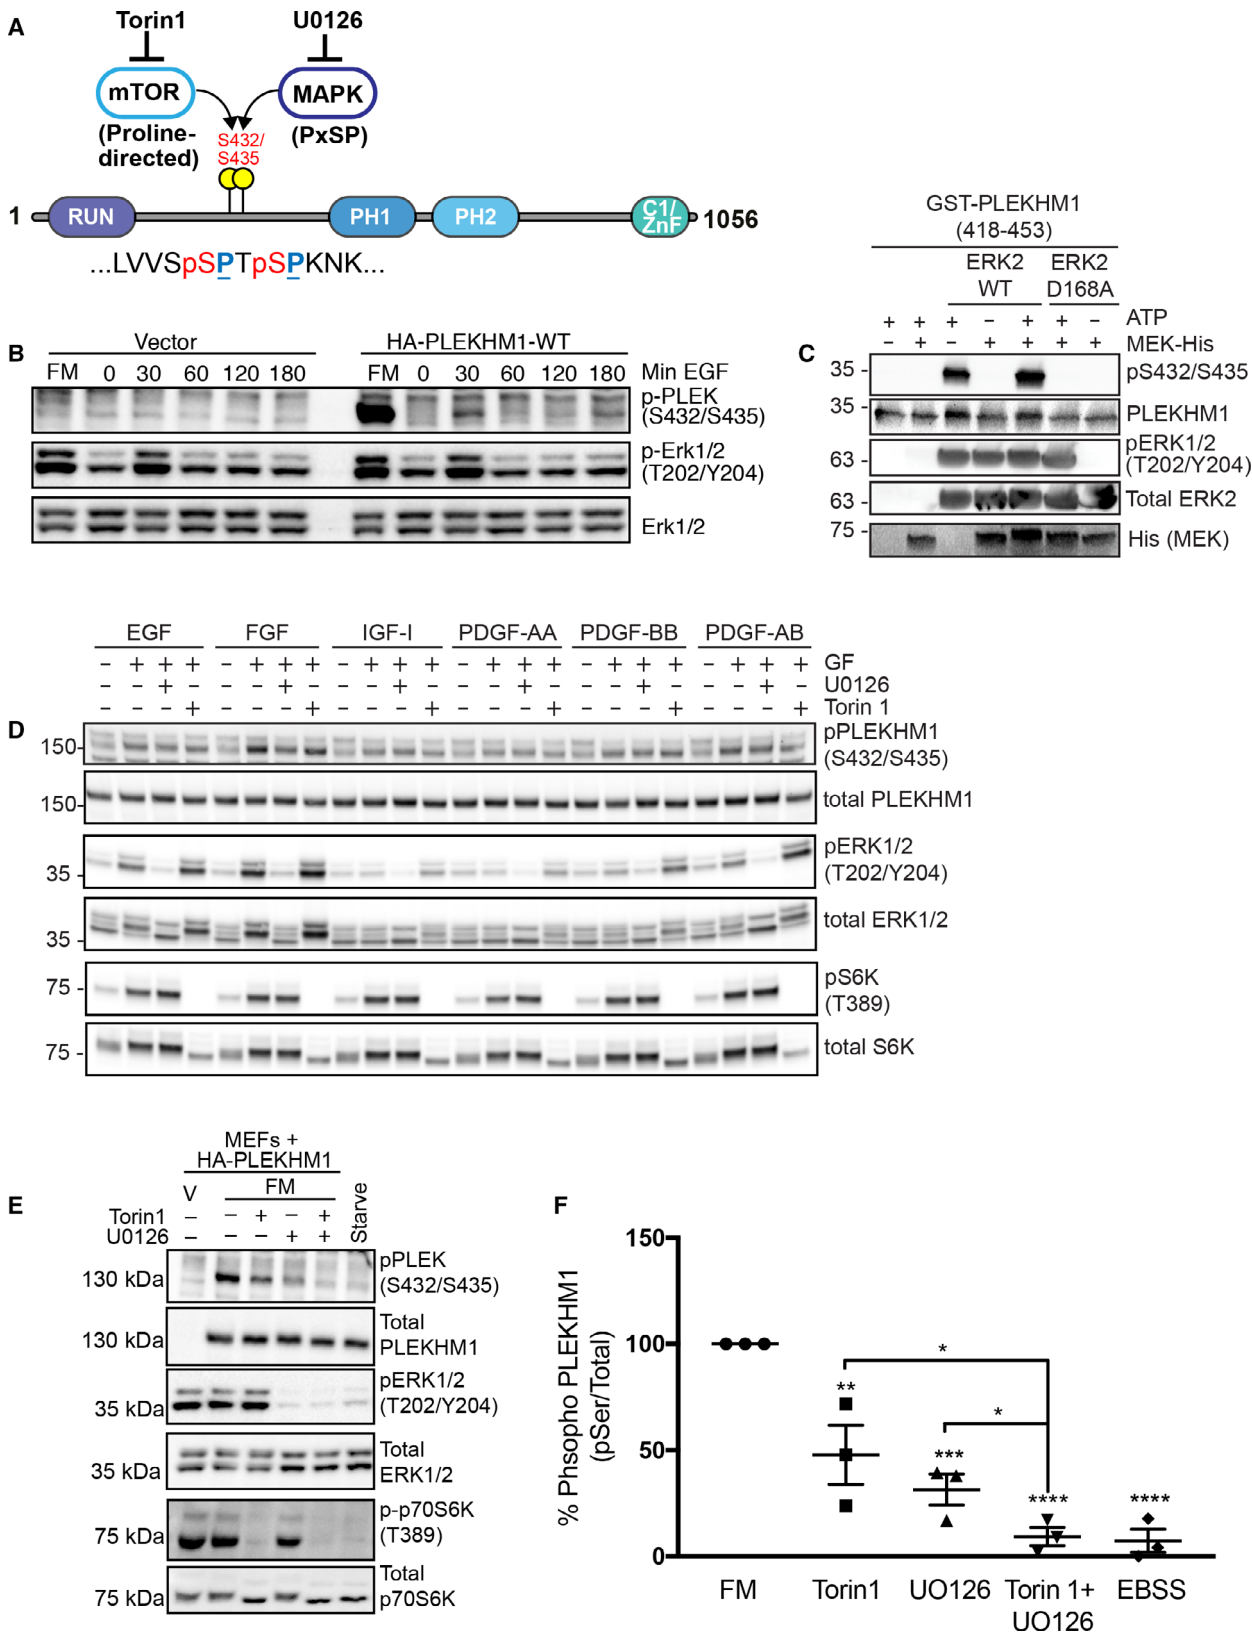 A
Torin1
U0126
mTOR
MAPK
(Proline-
directed)
(PxSP)
S432/
S435
1
RUN
PH1
PH2
C1/
ZnF
1056
...LVVSpSPTpSPKNK...
B
Vector
HA-PLEKHM1-WT
FM 0 30 60 120 180 FM 0 30 60 120 180 Min EGF
p-PLEK
(S432/S435)
p-Erk1/2
(T202/Y204)
Erk1/2
C
GST-PLEKHM1
(418-453)
ERK2
WT
ERK2
D168A
+ + + – + + – ATP
– + – + + + + MEK-His
35 - pS432/S435
35 - PLEKHM1
63 - pERK1/2
(T202/Y204)
63 - Total ERK2
75 - His (MEK)
D
EGF FGF IGF-I PDGF-AA PDGF-BB PDGF-AB
– + + + – + + + – + + + – + + + – + + + – + + + GF
– – + – – – + – – – + – – – + – – – + – – – + – U0126
– – – + – – – + – – – + – – – + – – – + – – – + Torin 1
150- pPLEKHM1
(S432/S435)
150- total PLEKHM1
35 - pERK1/2
(T202/Y204)
35 - total ERK1/2
75 - pS6K
(T389)
75 - total S6K
E
MEFs +
HA-PLEKHM1
V FM Starve
Torin1 – – + – +
U0126 – – – + +
130 kDa pPLEK
(S432/S435)
130 kDa Total
PLEKHM1
35 kDa pERK1/2
(T202/Y204)
35 kDa Total
ERK1/2
75 kDa p-p70S6K
(T389)
75 kDa Total
p70S6K
F
% Phsopho PLEKHM1
(pSer/Total)
150
100
50
0
*
**
*
***
****
****
FM Torin1 UO126 Torin 1+
UO126 EBSS